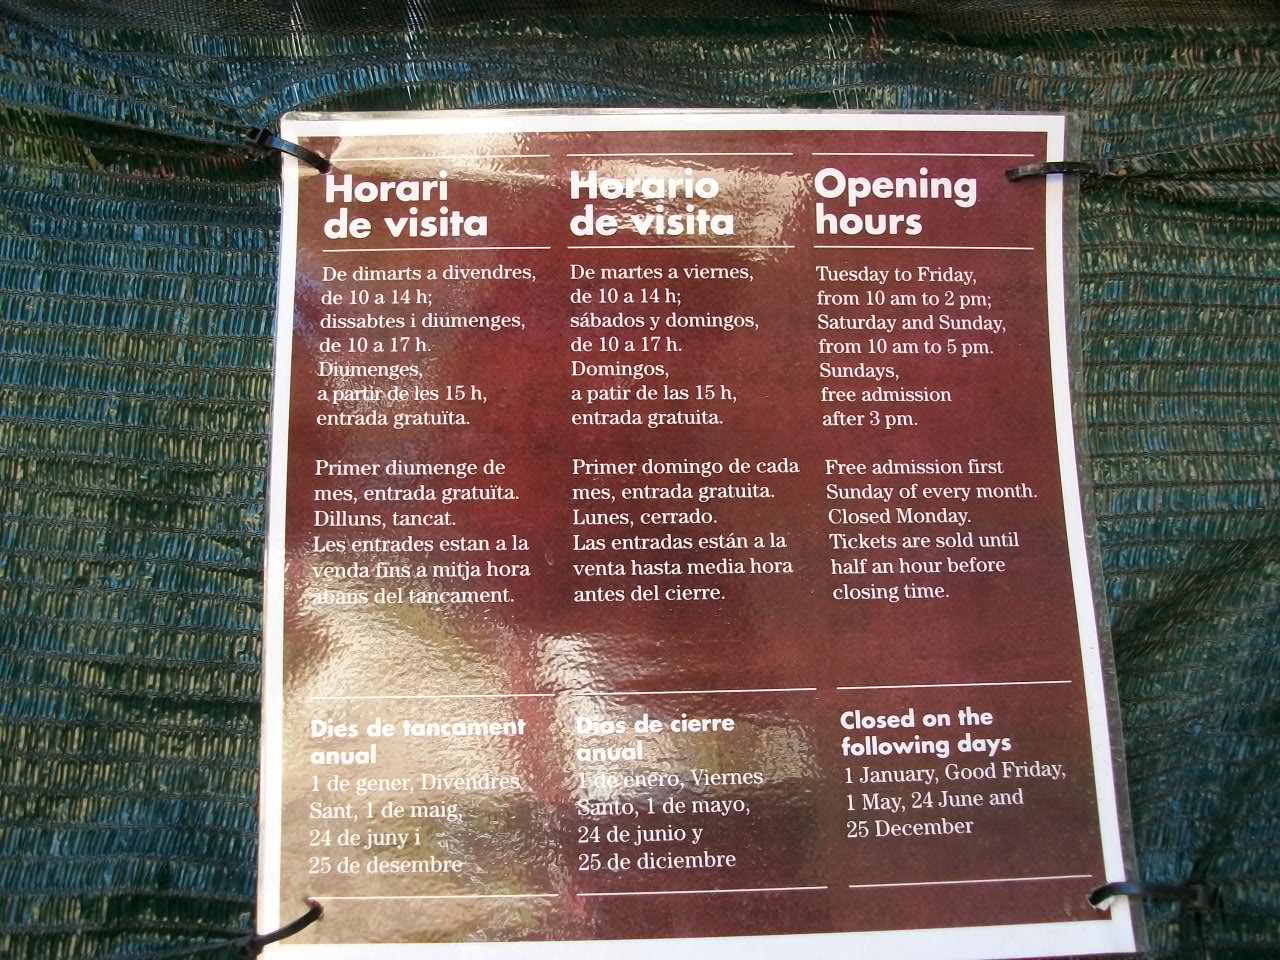 Horari
de visita
De dimarts a divendres,
de 10 a 14 h;
dissabtes i diumenges,
de 10 a 17 h.
Diumenges,
a partir de les 15 h,
entrada gratuïta.
Primer diumenge de
mes, entrada gratuïta.
Dilluns, tancat.
Les entrades estan a la
venda fins a mitja hora
abans del tancament.
Dies de tancament
anual
1 de gener, Divendres
Sant, 1 de maig,
24 de juny i
25 de desembre
Horario
de visita
De martes a viernes,
de 10 a 14 h;
sábados y domingos,
de 10 a 17 h.
Domingos,
a patir de las 15 h,
entrada gratuita.
Primer domingo de cada
mes, entrada gratuita.
Lunes, cerrado.
Las entradas están a la
venta hasta media hora
antes del cierre.
Días de cierre
anual
1 de enero, Viernes
Santo, 1 de mayo,
24 de junio y
25 de diciembre
Opening
hours
Tuesday to Friday,
from 10 am to 2 pm;
Saturday and Sunday,
from 10 am to 5 pm.
Sundays,
free admission
after 3 pm.
Free admission first
Sunday of every month.
Closed Monday.
Tickets are sold until
half an hour before
closing time.
Closed on the
following days
1 January, Good Friday,
1 May, 24 June and
25 December